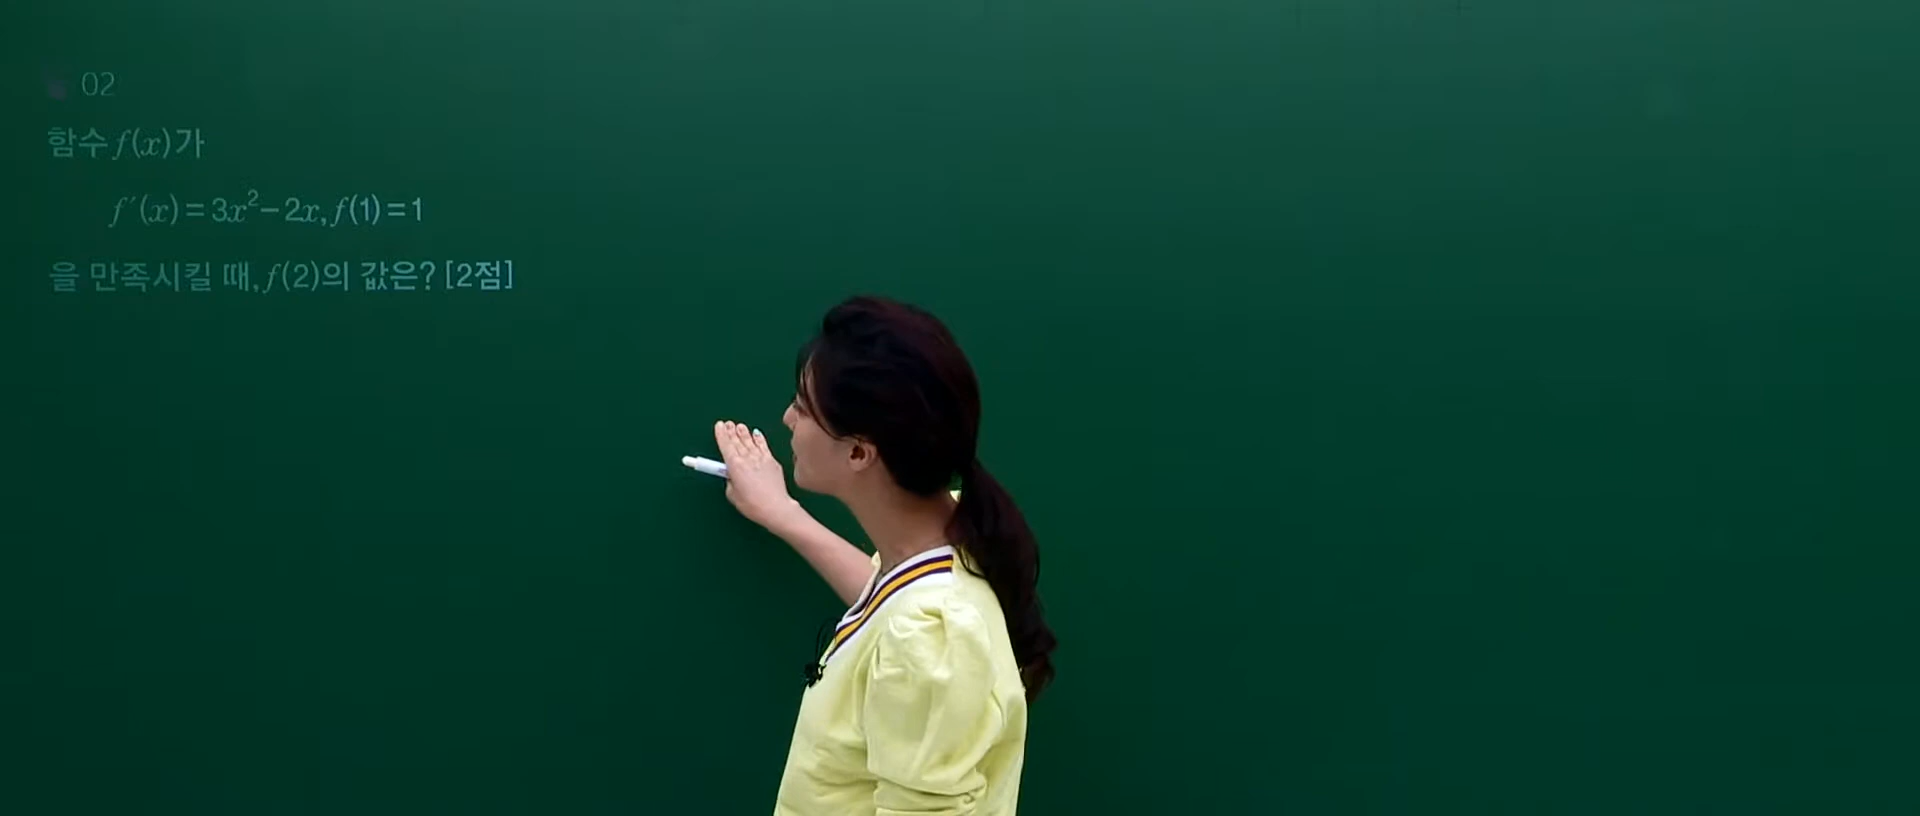 02
함수 f(x)가
f′(x)=3x²−2x, f(1)=1
을 만족시킬 때, f(2)의 값은? [2점]